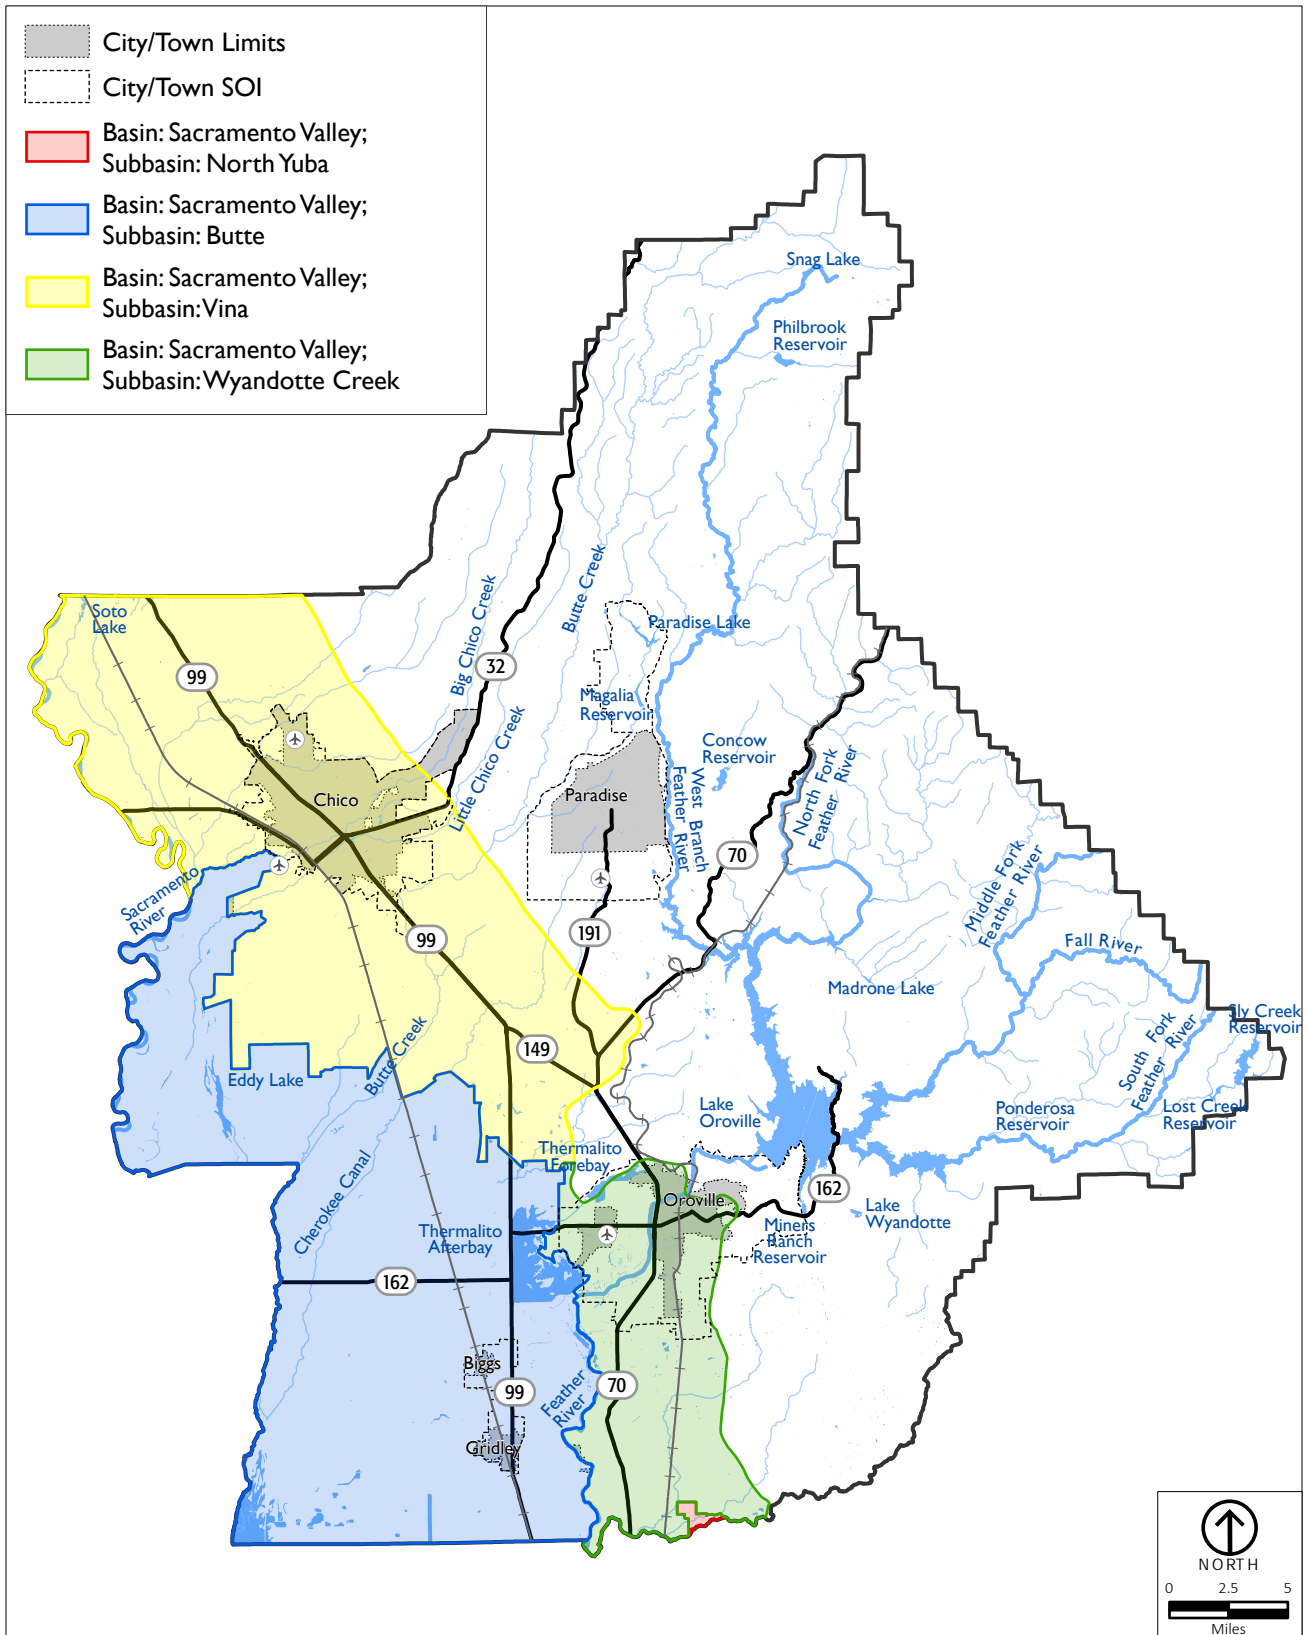 City/Town Limits
City/Town SOI
Basin: Sacramento Valley;
Subbasin: North Yuba
Basin: Sacramento Valley;
Subbasin: Butte
Basin: Sacramento Valley;
Subbasin: Vina
Basin: Sacramento Valley;
Subbasin: Wyandotte Creek
Snag Lake
Philbrook
Reservoir
Butte Creek
Big Chico Creek
Soto
Lake
Paradise Lake
32
99
Magalia
Reservoir
Little Chico Creek
Concow
Reservoir
North Fork
Feather River
West Branch
Feather River
Chico
Paradise
70
Middle Fork
Feather River
Sacramento
River
191
99
Fall River
Madrone Lake
Sly Creek
Reservoir
South Fork
Feather River
149
Butte Creek
Eddy Lake
Lake
Oroville
Ponderosa
Reservoir
Lost Creek
Reservoir
Thermalito
Forebay
Cherokee Canal
Oroville
162
Lake
Wyandotte
Miners
Ranch
Reservoir
Thermalito
Afterbay
162
Biggs
99
70
Feather
River
Gridley
NORTH
0 2.5 5
Miles